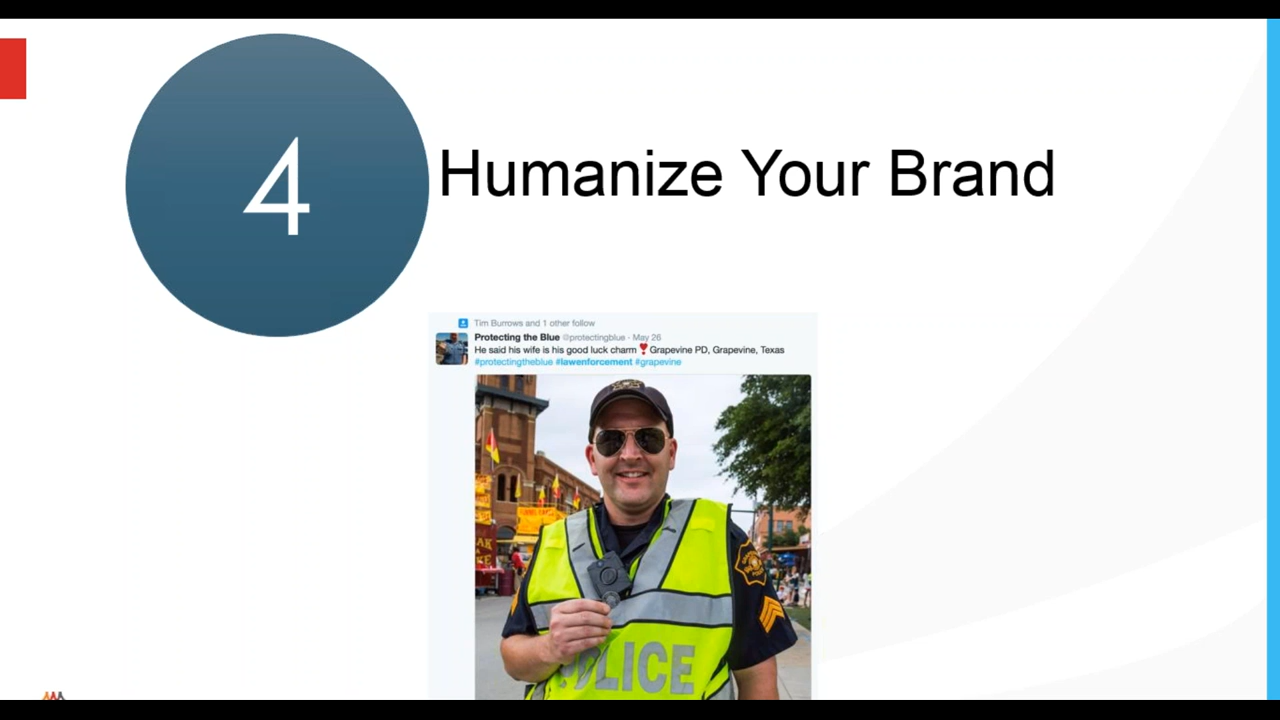 4
Humanize Your Brand
Tim Burrows and 1 other follow
Protecting the Blue @protectingblue · May 26
He said his wife is his good luck charm ❣ Grapevine PD, Grapevine, Texas
#protectingtheblue #lawenforcement #grapevine
POLICE